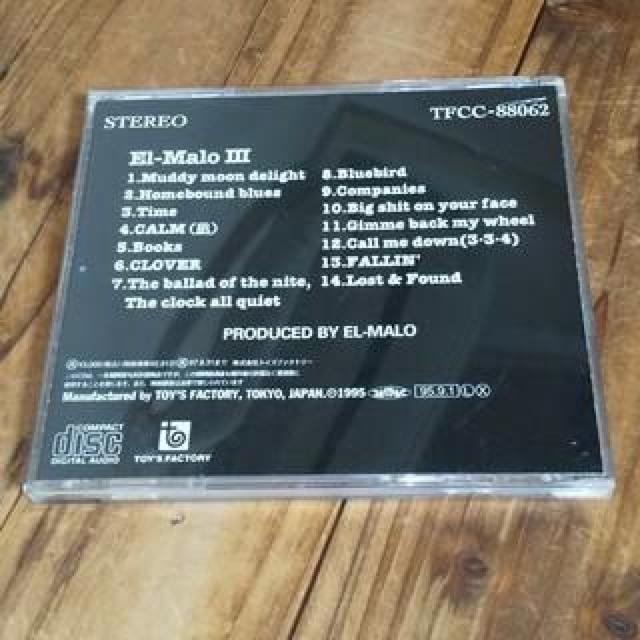 STEREO
TFCC-88062
El-Malo III
1.Muddy moon delight
2.Homebound blues
3.Time
4.CALM(凪)
5.Books
6.CLOVER
7.The ballad of the nite,
The clock all quiet
8.Bluebird
9.Companies
10.Big shit on your face
11.Gimme back my wheel
12.Call me down(3-3-4)
13.FALLIN'
14.Lost & Found
PRODUCED BY EL-MALO
Manufactured by TOY'S FACTORY, TOKYO, JAPAN.©1995
95.9.1 L X
COMPACT
disc
DIGITAL AUDIO
TOY'S FACTORY